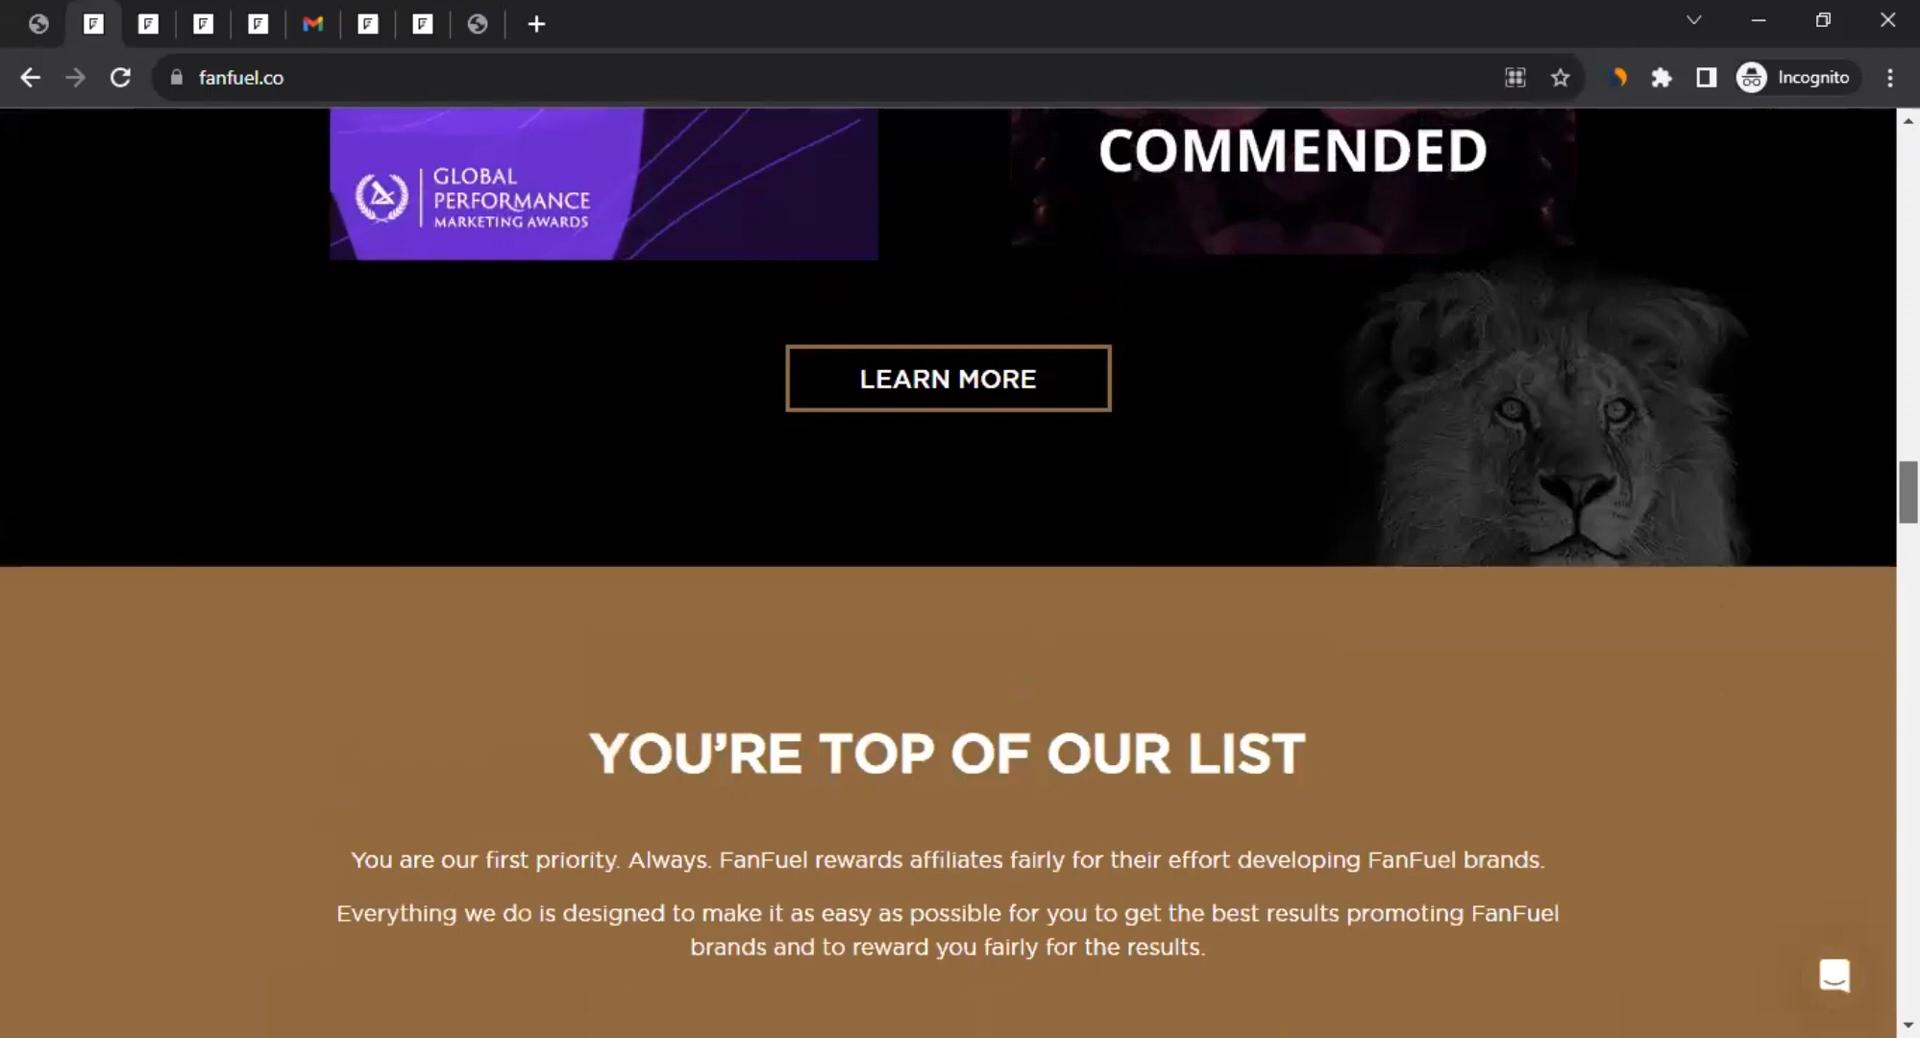 fanfuel.co
Incognito
GLOBAL
PERFORMANCE
MARKETING AWARDS
COMMENDED
LEARN MORE
YOU’RE TOP OF OUR LIST
You are our first priority. Always. FanFuel rewards affiliates fairly for their effort developing FanFuel brands.
Everything we do is designed to make it as easy as possible for you to get the best results promoting FanFuel
brands and to reward you fairly for the results.